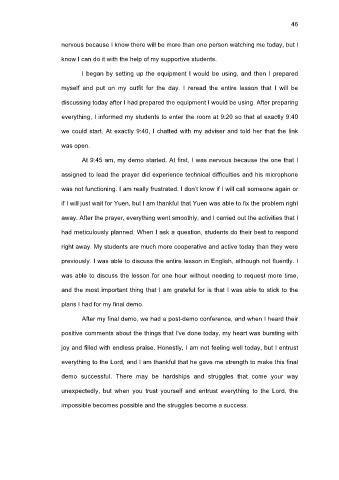 46
nervous because I know there will be more than one person watching me today, but I
know I can do it with the help of my supportive students.
I began by setting up the equipment I would be using, and then I prepared
myself and put on my outfit for the day. I reread the entire lesson that I will be
discussing today after I had prepared the equipment I would be using. After preparing
everything, I informed my students to enter the room at 9:20 so that at exactly 9:40
we could start. At exactly 9:40, I chatted with my adviser and told her that the link
was open.
At 9:45 am, my demo started. At first, I was nervous because the one that I
assigned to lead the prayer did experience technical difficulties and his microphone
was not functioning. I am really frustrated. I don't know if I will call someone again or
if I will just wait for Yuen, but I am thankful that Yuen was able to fix the problem right
away. After the prayer, everything went smoothly, and I carried out the activities that I
had meticulously planned. When I ask a question, students do their best to respond
right away. My students are much more cooperative and active today than they were
previously. I was able to discuss the entire lesson in English, although not fluently. I
was able to discuss the lesson for one hour without needing to request more time,
and the most important thing that I am grateful for is that I was able to stick to the
plans I had for my final demo.
After my final demo, we had a post-demo conference, and when I heard their
positive comments about the things that I've done today, my heart was bursting with
joy and filled with endless praise. Honestly, I am not feeling well today, but I entrust
everything to the Lord, and I am thankful that he gave me strength to make this final
demo successful. There may be hardships and struggles that come your way
unexpectedly, but when you trust yourself and entrust everything to the Lord, the
impossible becomes possible and the struggles become a success.